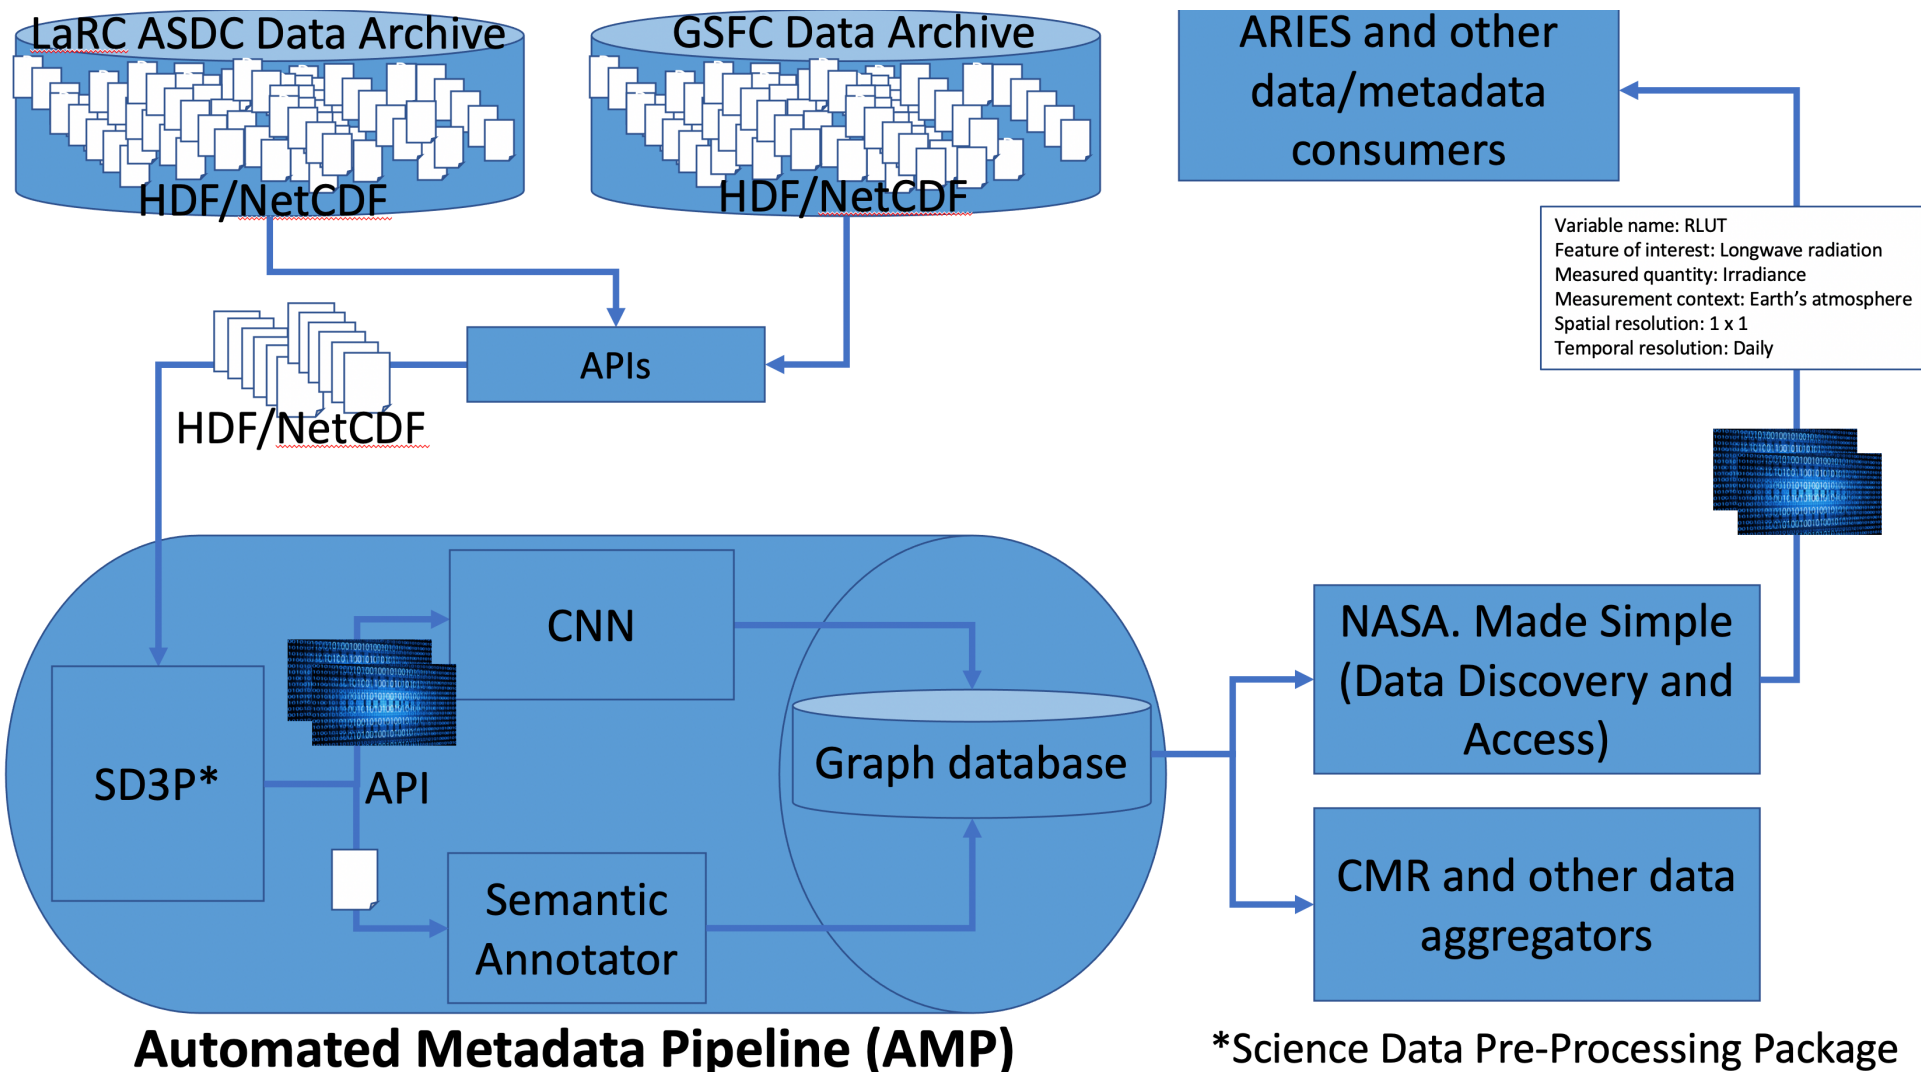 LaRC ASDC Data Archive
HDF/NetCDF
GSFC Data Archive
HDF/NetCDF
ARIES and other
data/metadata
consumers
Variable name: RLUT
Feature of interest: Longwave radiation
Measured quantity: Irradiance
Measurement context: Earth’s atmosphere
Spatial resolution: 1 x 1
Temporal resolution: Daily
APIs
HDF/NetCDF
CNN
SD3P*
API
Semantic
Annotator
Graph database
NASA. Made Simple
(Data Discovery and
Access)
CMR and other data
aggregators
Automated Metadata Pipeline (AMP)
*Science Data Pre-Processing Package